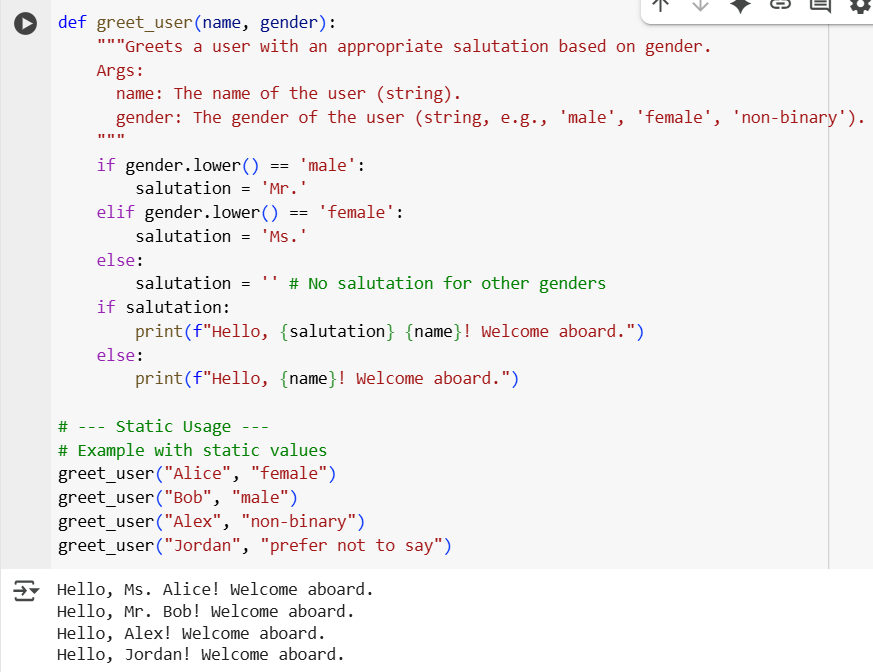 def greet_user(name, gender):
    """Greets a user with an appropriate salutation based on gender.
    Args:
      name: The name of the user (string).
      gender: The gender of the user (string, e.g., 'male', 'female', 'non-binary').
    """
    if gender.lower() == 'male':
        salutation = 'Mr.'
    elif gender.lower() == 'female':
        salutation = 'Ms.'
    else:
        salutation = '' # No salutation for other genders
    if salutation:
        print(f"Hello, {salutation} {name}! Welcome aboard.")
    else:
        print(f"Hello, {name}! Welcome aboard.")

# --- Static Usage ---
# Example with static values
greet_user("Alice", "female")
greet_user("Bob", "male")
greet_user("Alex", "non-binary")
greet_user("Jordan", "prefer not to say")
Hello, Ms. Alice! Welcome aboard.
Hello, Mr. Bob! Welcome aboard.
Hello, Alex! Welcome aboard.
Hello, Jordan! Welcome aboard.